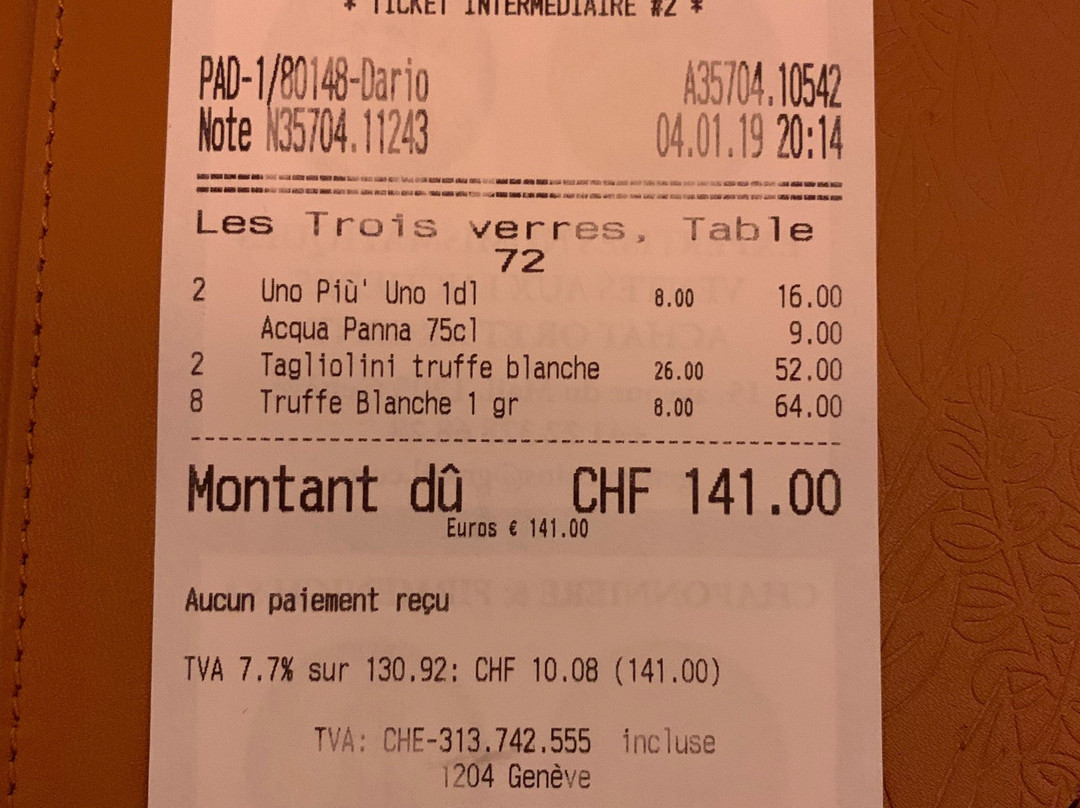 * TICKET INTERMEDIAIRE #2 *
PAD-1/80148-Dario A35704.10542
Note N35704.11243 04.01.19 20:14
Les Trois verres, Table
72
2 Uno Più' Uno 1dl 8.00 16.00
Acqua Panna 75cl 9.00
2 Tagliolini truffe blanche 26.00 52.00
8 Truffe Blanche 1 gr 8.00 64.00
Montant dû CHF 141.00
Euros € 141.00
Aucun paiement reçu
TVA 7.7% sur 130.92: CHF 10.08 (141.00)
TVA: CHE-313.742.555 incluse
1204 Genève